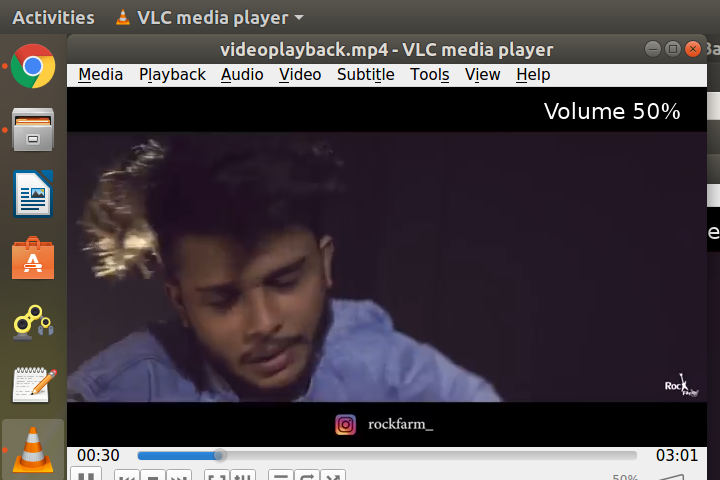 Activities VLC media player
videoplayback.mp4 - VLC media player
Media Playback Audio Video Subtitle Tools View Help
Volume 50%
Rock
rockfarm_
00:30 03:01
50%